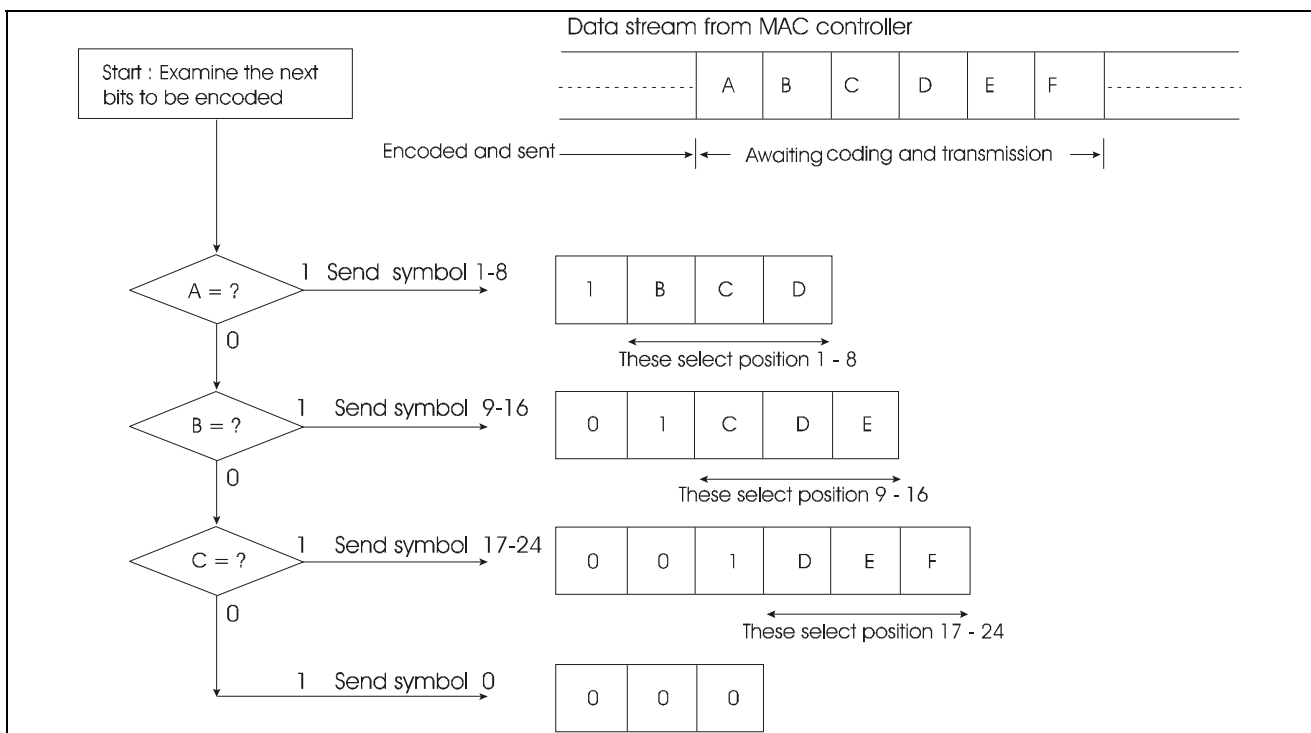 Data stream from MAC controller
Start : Examine the next
bits to be encoded
A B C D E F
Encoded and sent
Awaiting coding and transmission
A = ?
1 Send symbol 1-8
1 B C D
0
These select position 1 - 8
B = ?
1 Send symbol 9-16
0 1 C D E
0
These select position 9 - 16
C = ?
1 Send symbol 17-24
0 0 1 D E F
0
These select position 17 - 24
1 Send symbol 0
0 0 0